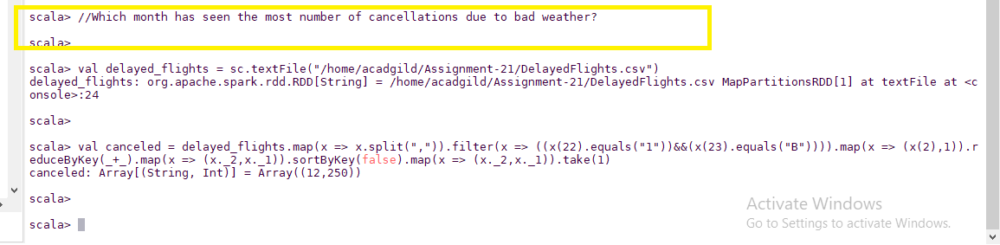 scala> //Which month has seen the most number of cancellations due to bad weather?
scala>
scala> val delayed_flights = sc.textFile("/home/acadgild/Assignment-21/DelayedFlights.csv")
delayed_flights: org.apache.spark.rdd.RDD[String] = /home/acadgild/Assignment-21/DelayedFlights.csv MapPartitionsRDD[1] at textFile at <c
onsole>:24
scala>
scala> val canceled = delayed_flights.map(x => x.split(",")).filter(x => ((x(22).equals("1"))&&(x(23).equals("B")))).map(x => (x(2),1)).r
educeByKey(_+_).map(x => (x._2,x._1)).sortByKey(false).map(x => (x._2,x._1)).take(1)
canceled: Array[(String, Int)] = Array((12,250))
scala>
scala>
Activate Windows
Go to Settings to activate Windows.